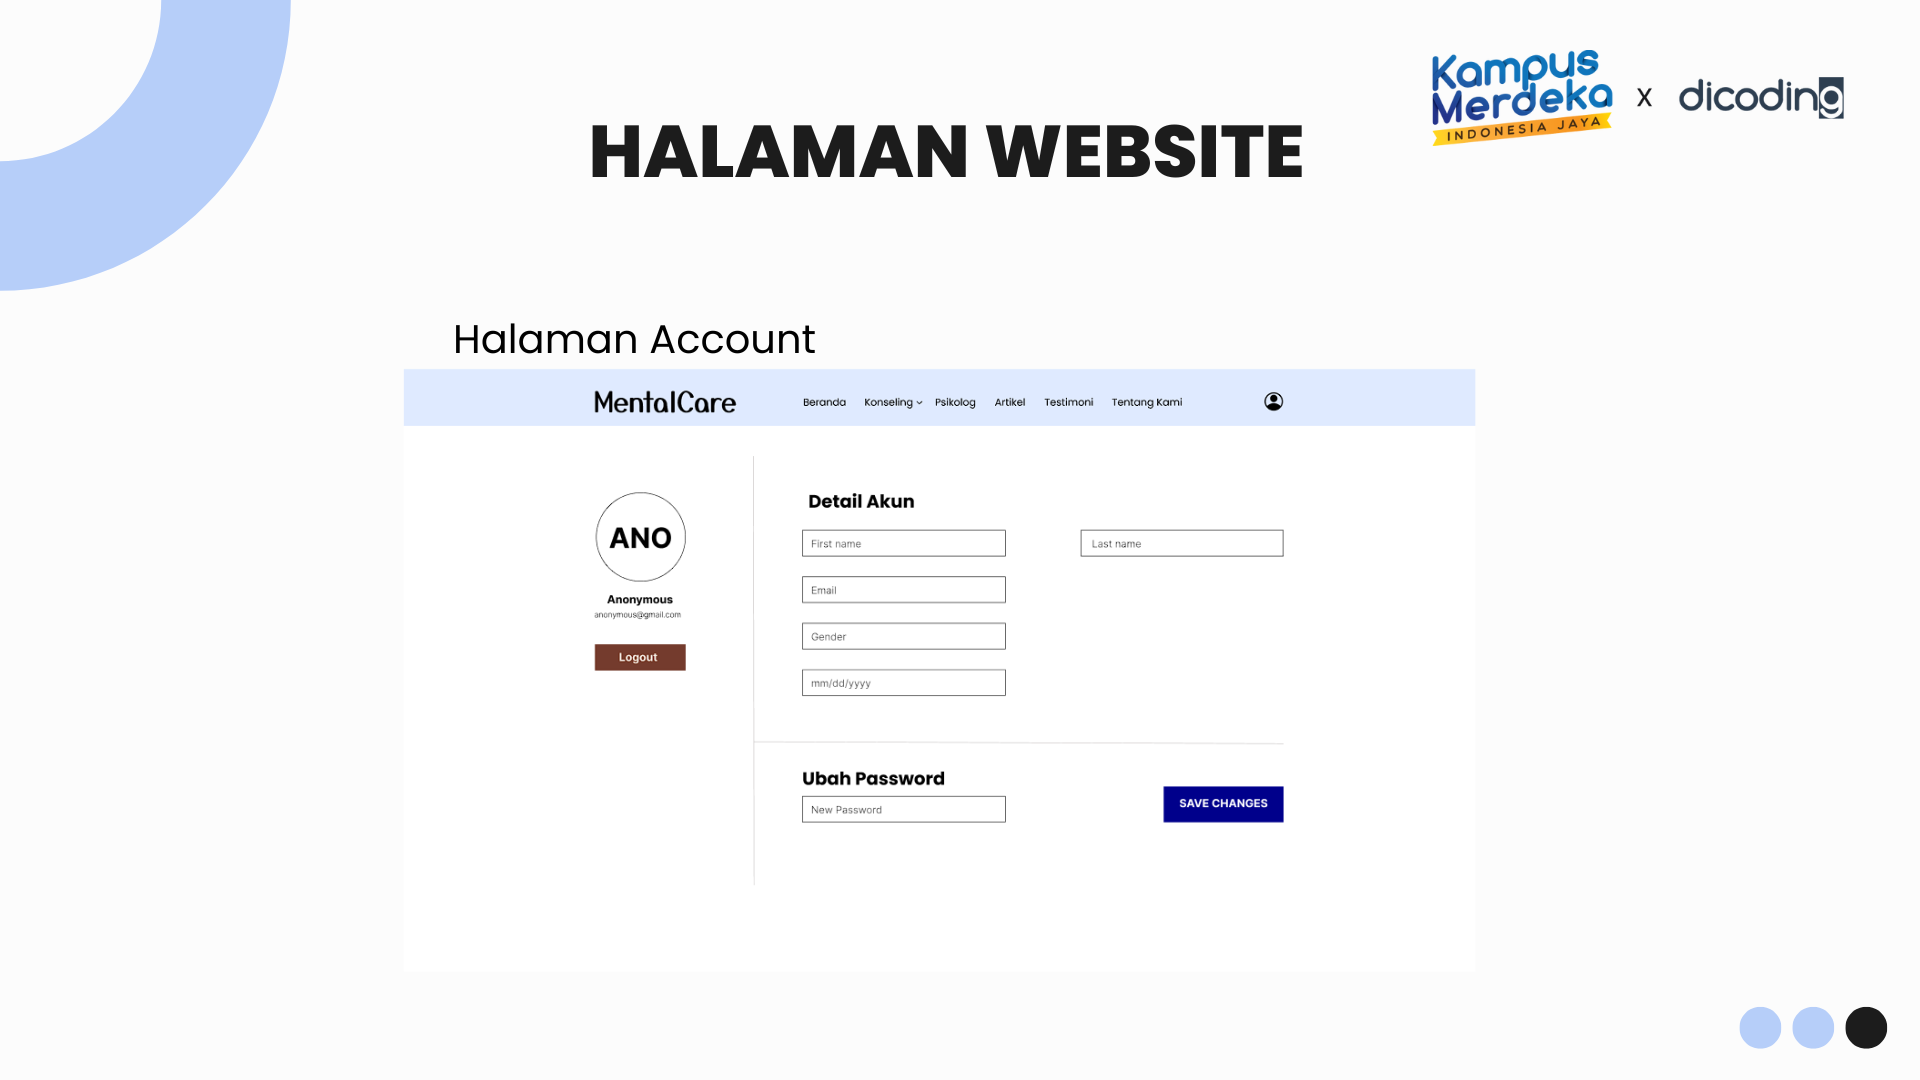 Kampus
Merdeka
INDONESIA JAYA
x
dicoding
HALAMAN WEBSITE
Halaman Account
MentalCare
Beranda
Konseling
Psikolog
Artikel
Testimoni
Tentang Kami
ANO
Anonymous
anonymous@gmail.com
Logout
Detail Akun
First name
Last name
Email
Gender
mm/dd/yyyy
Ubah Password
New Password
SAVE CHANGES